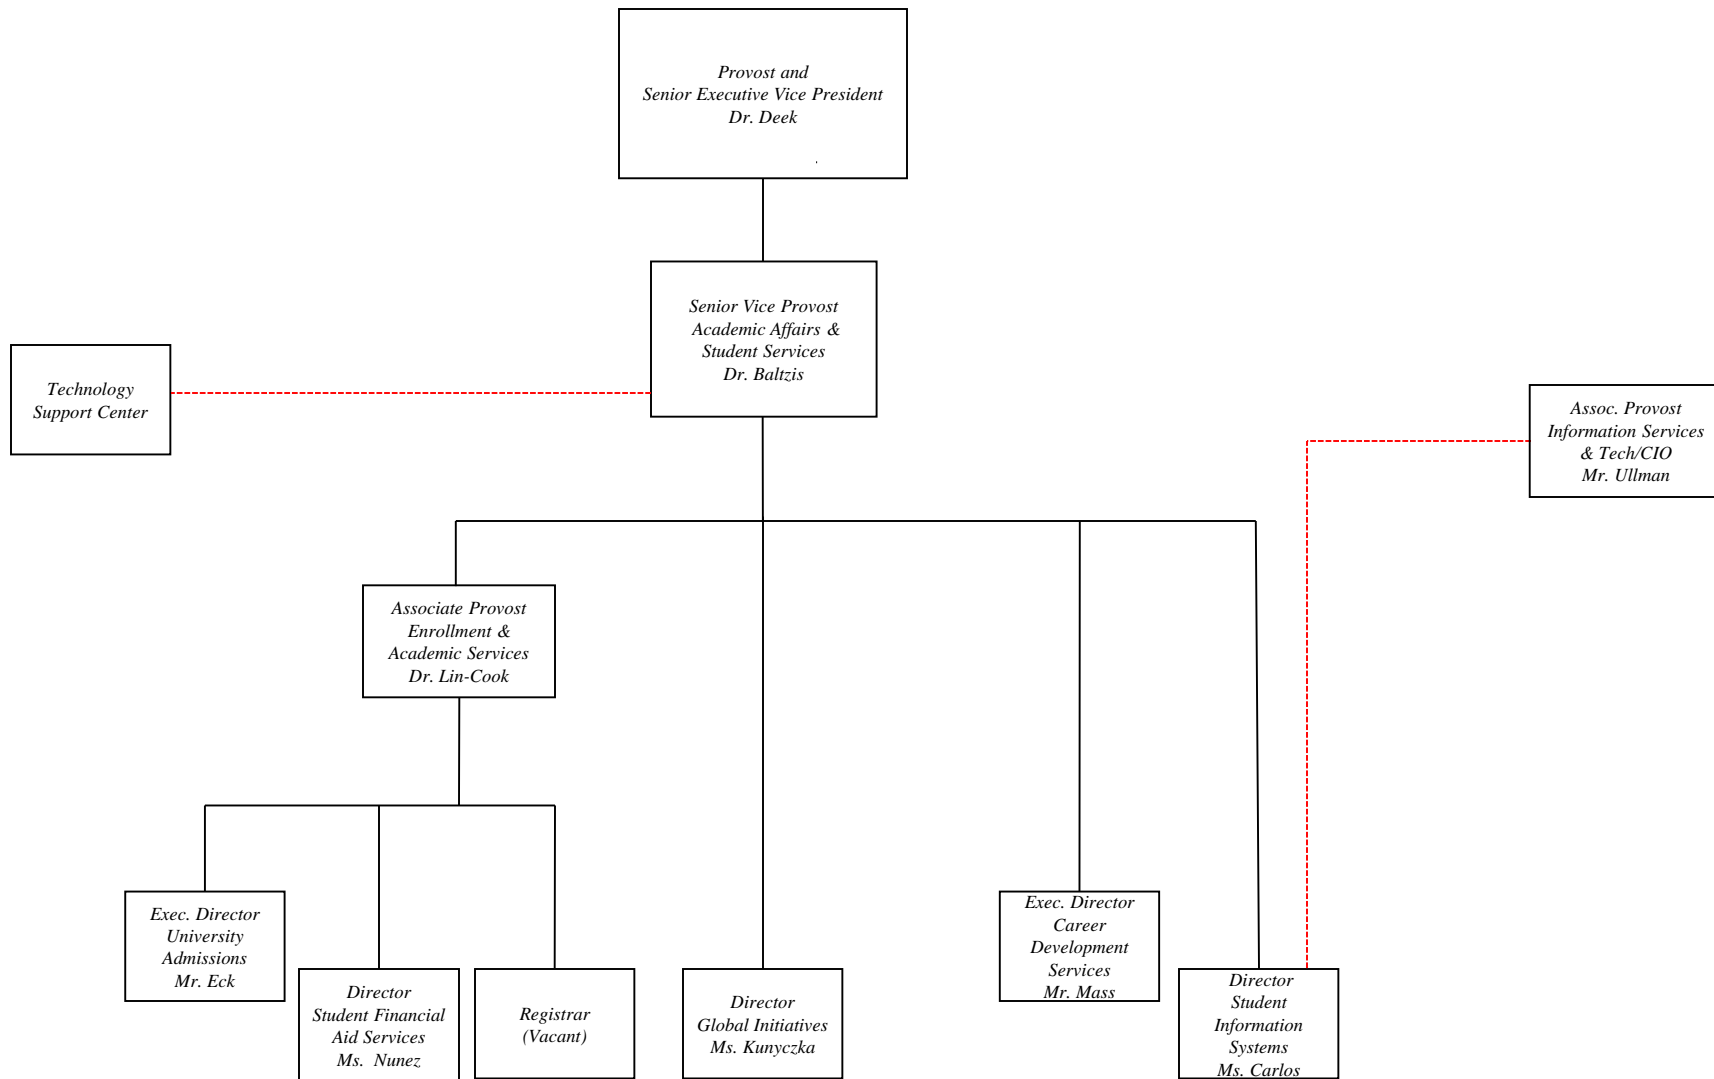 Provost and
Senior Executive Vice President
Dr. Deek
Senior Vice Provost
Academic Affairs &
Student Services
Dr. Baltzis
Technology
Support Center
Assoc. Provost
Information Services
& Tech/CIO
Mr. Ullman
Associate Provost
Enrollment &
Academic Services
Dr. Lin-Cook
Exec. Director
University
Admissions
Mr. Eck
Director
Student Financial
Aid Services
Ms. Nunez
Registrar
(Vacant)
Director
Global Initiatives
Ms. Kunyczka
Exec. Director
Career
Development
Services
Mr. Mass
Director
Student
Information
Systems
Ms. Carlos